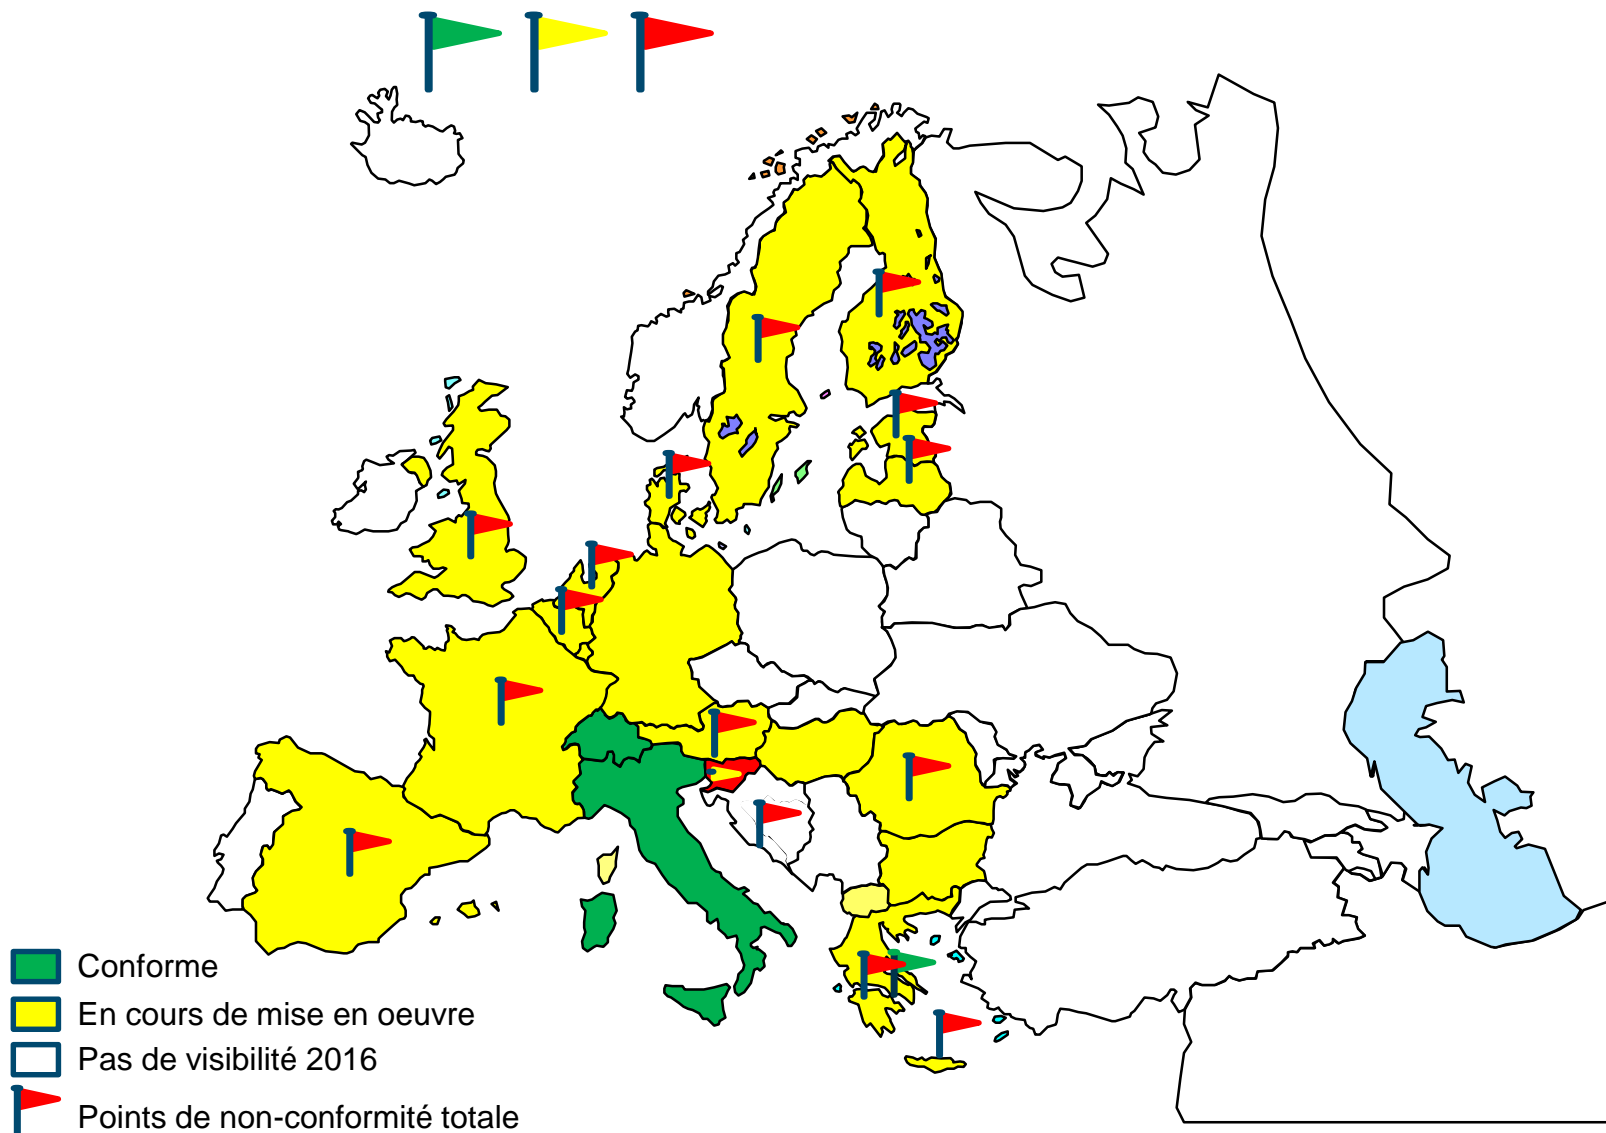 Conforme
En cours de mise en oeuvre
Pas de visibilité 2016
Points de non-conformité totale